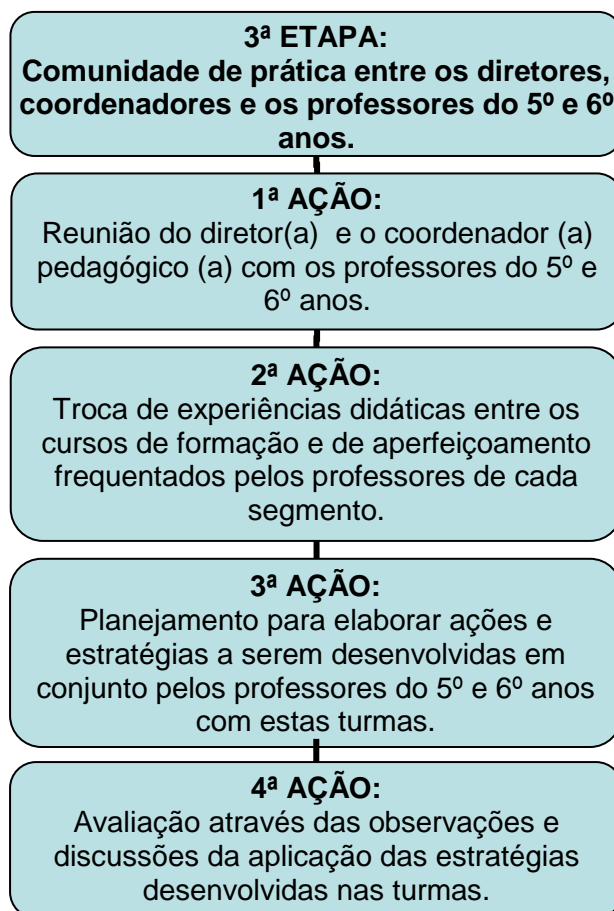 3ª ETAPA:
Comunidade de prática entre os diretores,
coordenadores e os professores do 5º e 6º
anos.
1ª AÇÃO:
Reunião do diretor(a) e o coordenador (a)
pedagógico (a) com os professores do 5º e
6º anos.
2ª AÇÃO:
Troca de experiências didáticas entre os
cursos de formação e de aperfeiçoamento
frequentados pelos professores de cada
segmento.
3ª AÇÃO:
Planejamento para elaborar ações e
estratégias a serem desenvolvidas em
conjunto pelos professores do 5º e 6º anos
com estas turmas.
4ª AÇÃO:
Avaliação através das observações e
discussões da aplicação das estratégias
desenvolvidas nas turmas.